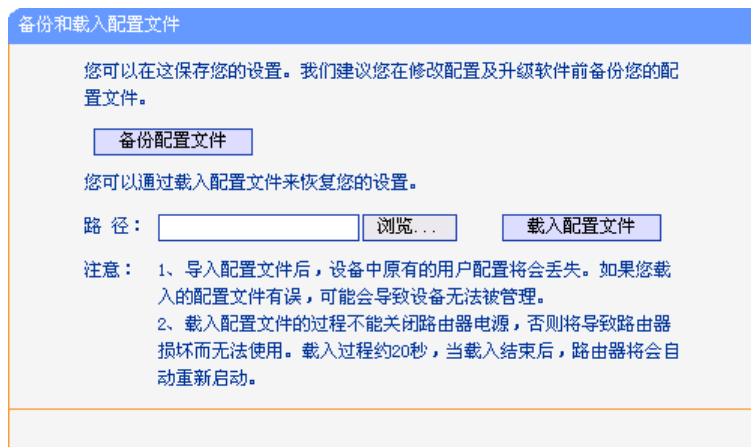 备份和载入配置文件
您可以在这保存您的设置。我们建议您在修改配置及升级软件前备份您的配
置文件。
备份配置文件
您可以通过载入配置文件来恢复您的设置。
路 径： 浏览... 载入配置文件
注意： 1、导入配置文件后，设备中原有的用户配置将会丢失。如果您载
入的配置文件有误，可能会导致设备无法被管理。
2、载入配置文件的过程不能关闭路由器电源，否则将导致路由器
损坏而无法使用。载入过程约20秒，当载入结束后，路由器将会自
动重新启动。